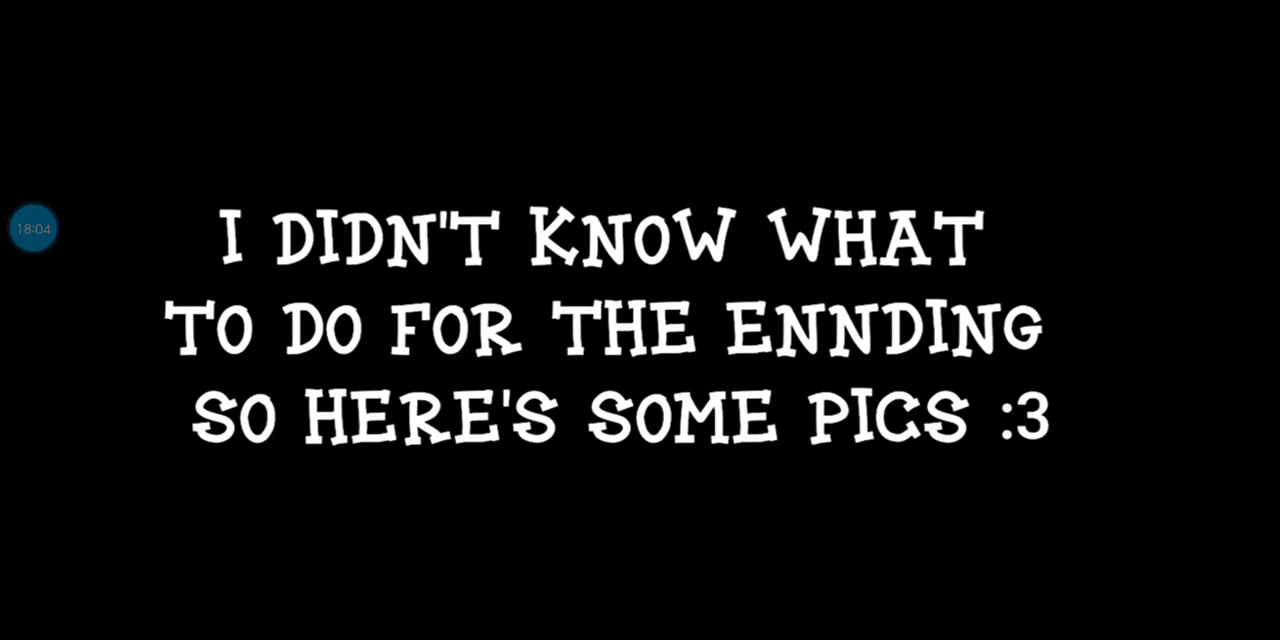 18:04
I DIDN'T KNOW WHAT
TO DO FOR THE ENNDING
SO HERE'S SOME PICS :3